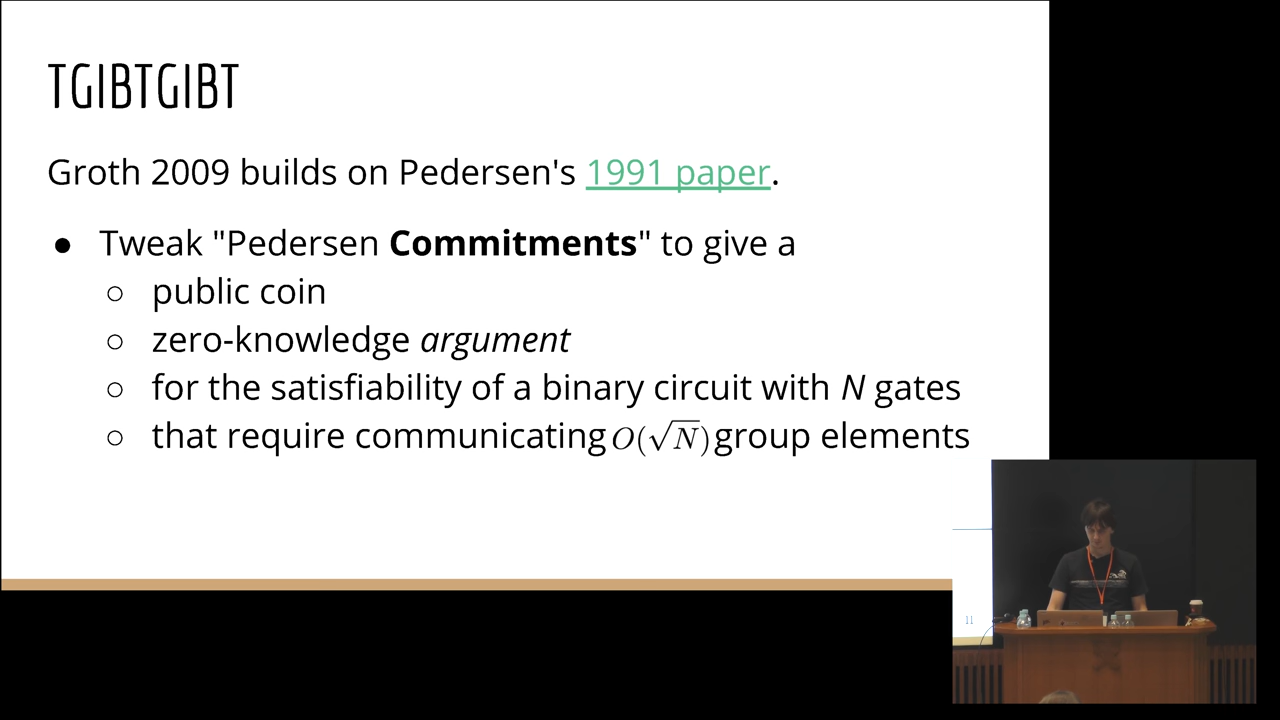 TGIBTGIBT
Groth 2009 builds on Pedersen's 1991 paper.
● Tweak "Pedersen Commitments" to give a
○ public coin
○ zero-knowledge argument
○ for the satisfiability of a binary circuit with N gates
○ that require communicating O(√N) group elements
11